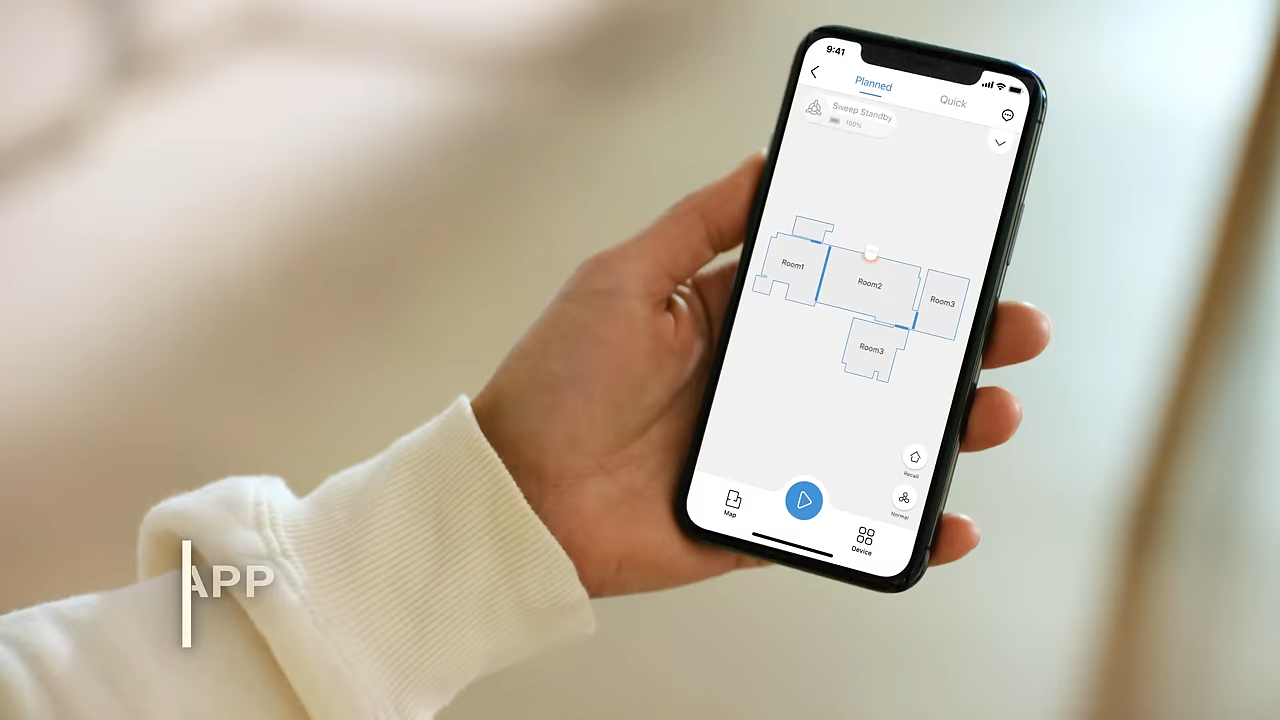 9:41
Planned
Quick
Sweep Standby
100%
Room1
Room2
Room3
Room3
Recall
Normal
Map
Device
APP